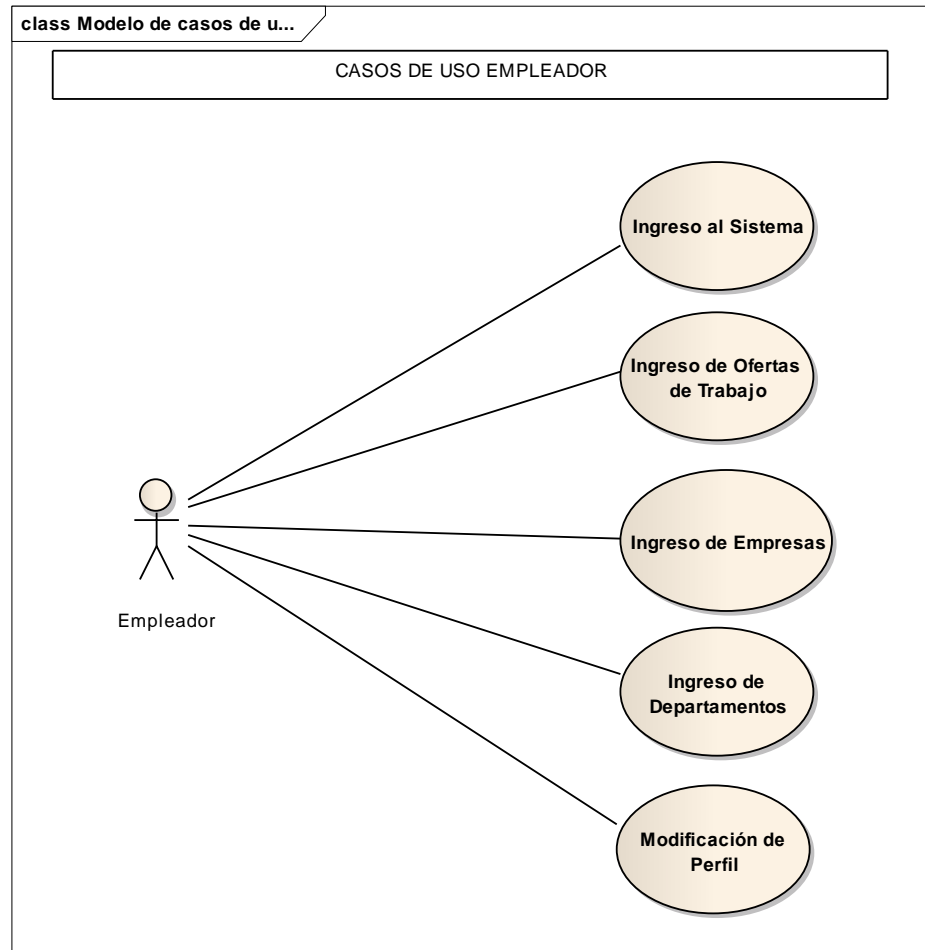 class Modelo de casos de u...
CASOS DE USO EMPLEADOR
Ingreso al Sistema
Ingreso de Ofertas
de Trabajo
Ingreso de Empresas
Empleador
Ingreso de
Departamentos
Modificación de
Perfil